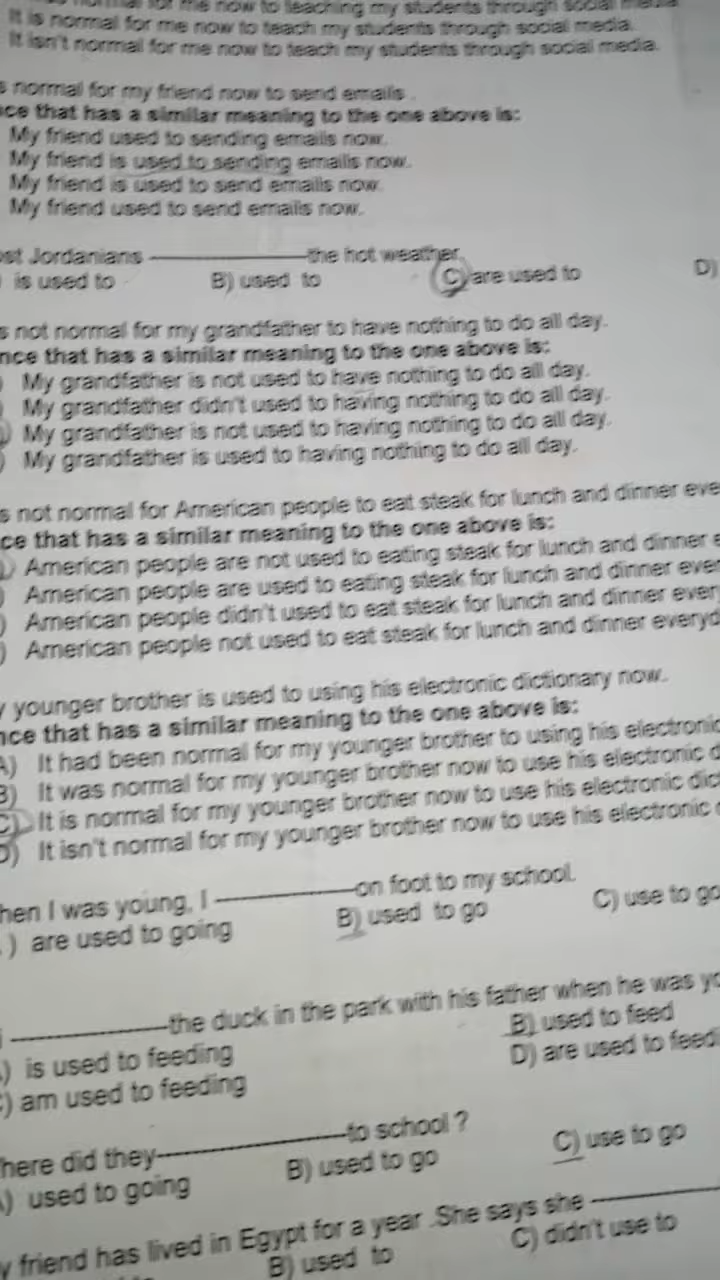 for me now to teaching my students through social media
It is normal for me now to teach my students through social media.
It isn't normal for me now to teach my students through social media.
s normal for my friend now to send emails .
ce that has a similar meaning to the one above is:
My friend used to sending emails now.
My friend is used to sending emails now.
My friend is used to send emails now.
My friend used to send emails now.
st Jordanians ------------the hot weather.
is used to B) used to C) are used to D)
s not normal for my grandfather to have nothing to do all day.
nce that has a similar meaning to the one above is:
My grandfather is not used to have nothing to do all day.
My grandfather didn't used to having nothing to do all day.
) My grandfather is not used to having nothing to do all day.
) My grandfather is used to having nothing to do all day.
s not normal for American people to eat steak for lunch and dinner eve
ce that has a similar meaning to the one above is:
) American people are not used to eating steak for lunch and dinner e
) American people are used to eating steak for lunch and dinner ever
) American people didn't used to eat steak for lunch and dinner every
) American people not used to eat steak for lunch and dinner everyd
y younger brother is used to using his electronic dictionary now.
nce that has a similar meaning to the one above is:
A) It had been normal for my younger brother to using his electronic
B) It was normal for my younger brother now to use his electronic d
C) It is normal for my younger brother now to use his electronic dic
D) It isn't normal for my younger brother now to use his electronic
hen I was young, I ------------on foot to my school.
) are used to going B) used to go C) use to go
i ------------the duck in the park with his father when he was yo
) is used to feeding B) used to feed
) am used to feeding D) are used to feedi
here did they------------to school ?
) used to going B) used to go C) use to go
y friend has lived in Egypt for a year .She says she ------------
B) used to C) didn't use to